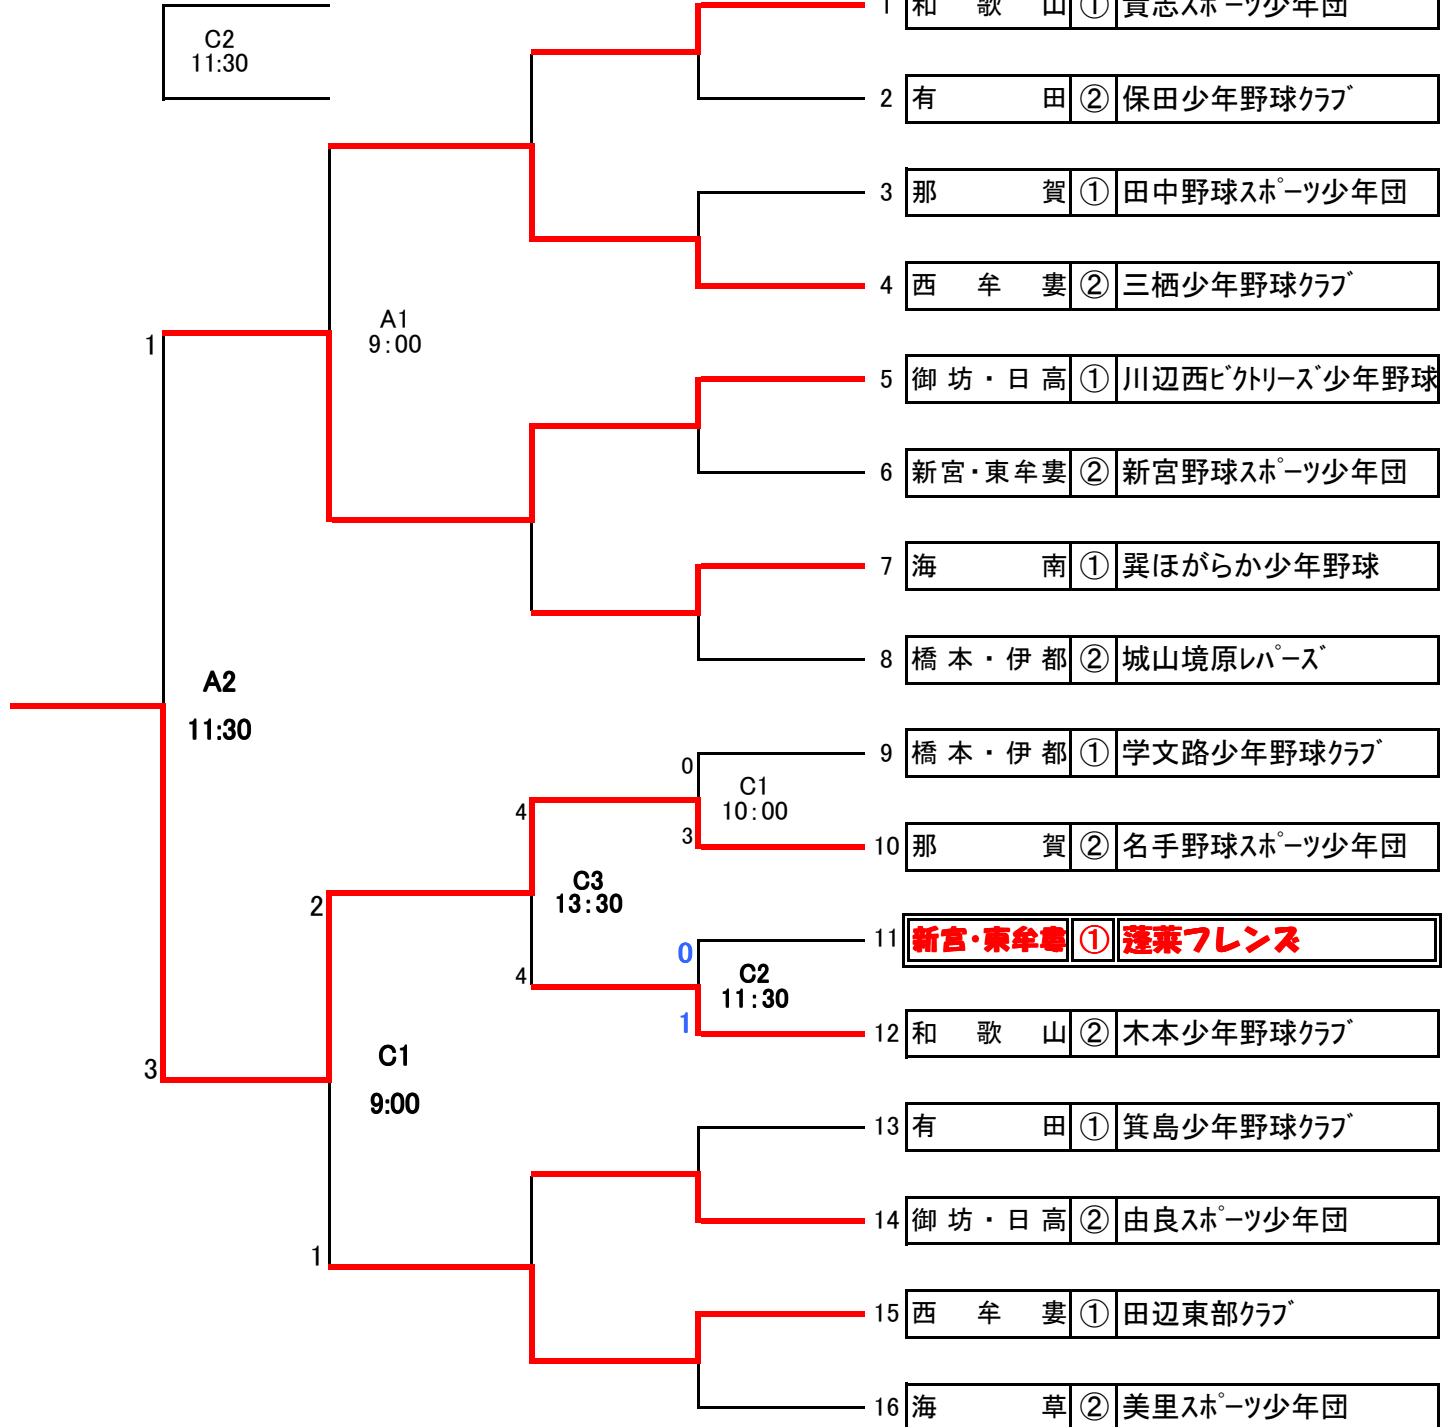 1 和歌山 ① 貴志スポーツ少年団
C2
11:30
2 有田 ② 保田少年野球クラブ
3 那賀 ① 田中野球スポーツ少年団
4 西牟婁 ② 三栖少年野球クラブ
A1
9:00
1
5 御坊・日高 ① 川辺西ビクトリーズ少年野球
6 新宮・東牟婁 ② 新宮野球スポーツ少年団
7 海南 ① 巽ほがらか少年野球
8 橋本・伊都 ② 城山境原レパーズ
A2
11:30
9 橋本・伊都 ① 学文路少年野球クラブ
0
C1
10:00
4
3
10 那賀 ② 名手野球スポーツ少年団
C3
13:30
2
11 新宮・東牟婁 ① 蓬莱フレンズ
0
C2
11:30
4
1
12 和歌山 ② 木本少年野球クラブ
C1
9:00
3
13 有田 ① 箕島少年野球クラブ
14 御坊・日高 ② 由良スポーツ少年団
1
15 西牟婁 ① 田辺東部クラブ
16 海草 ② 美里スポーツ少年団